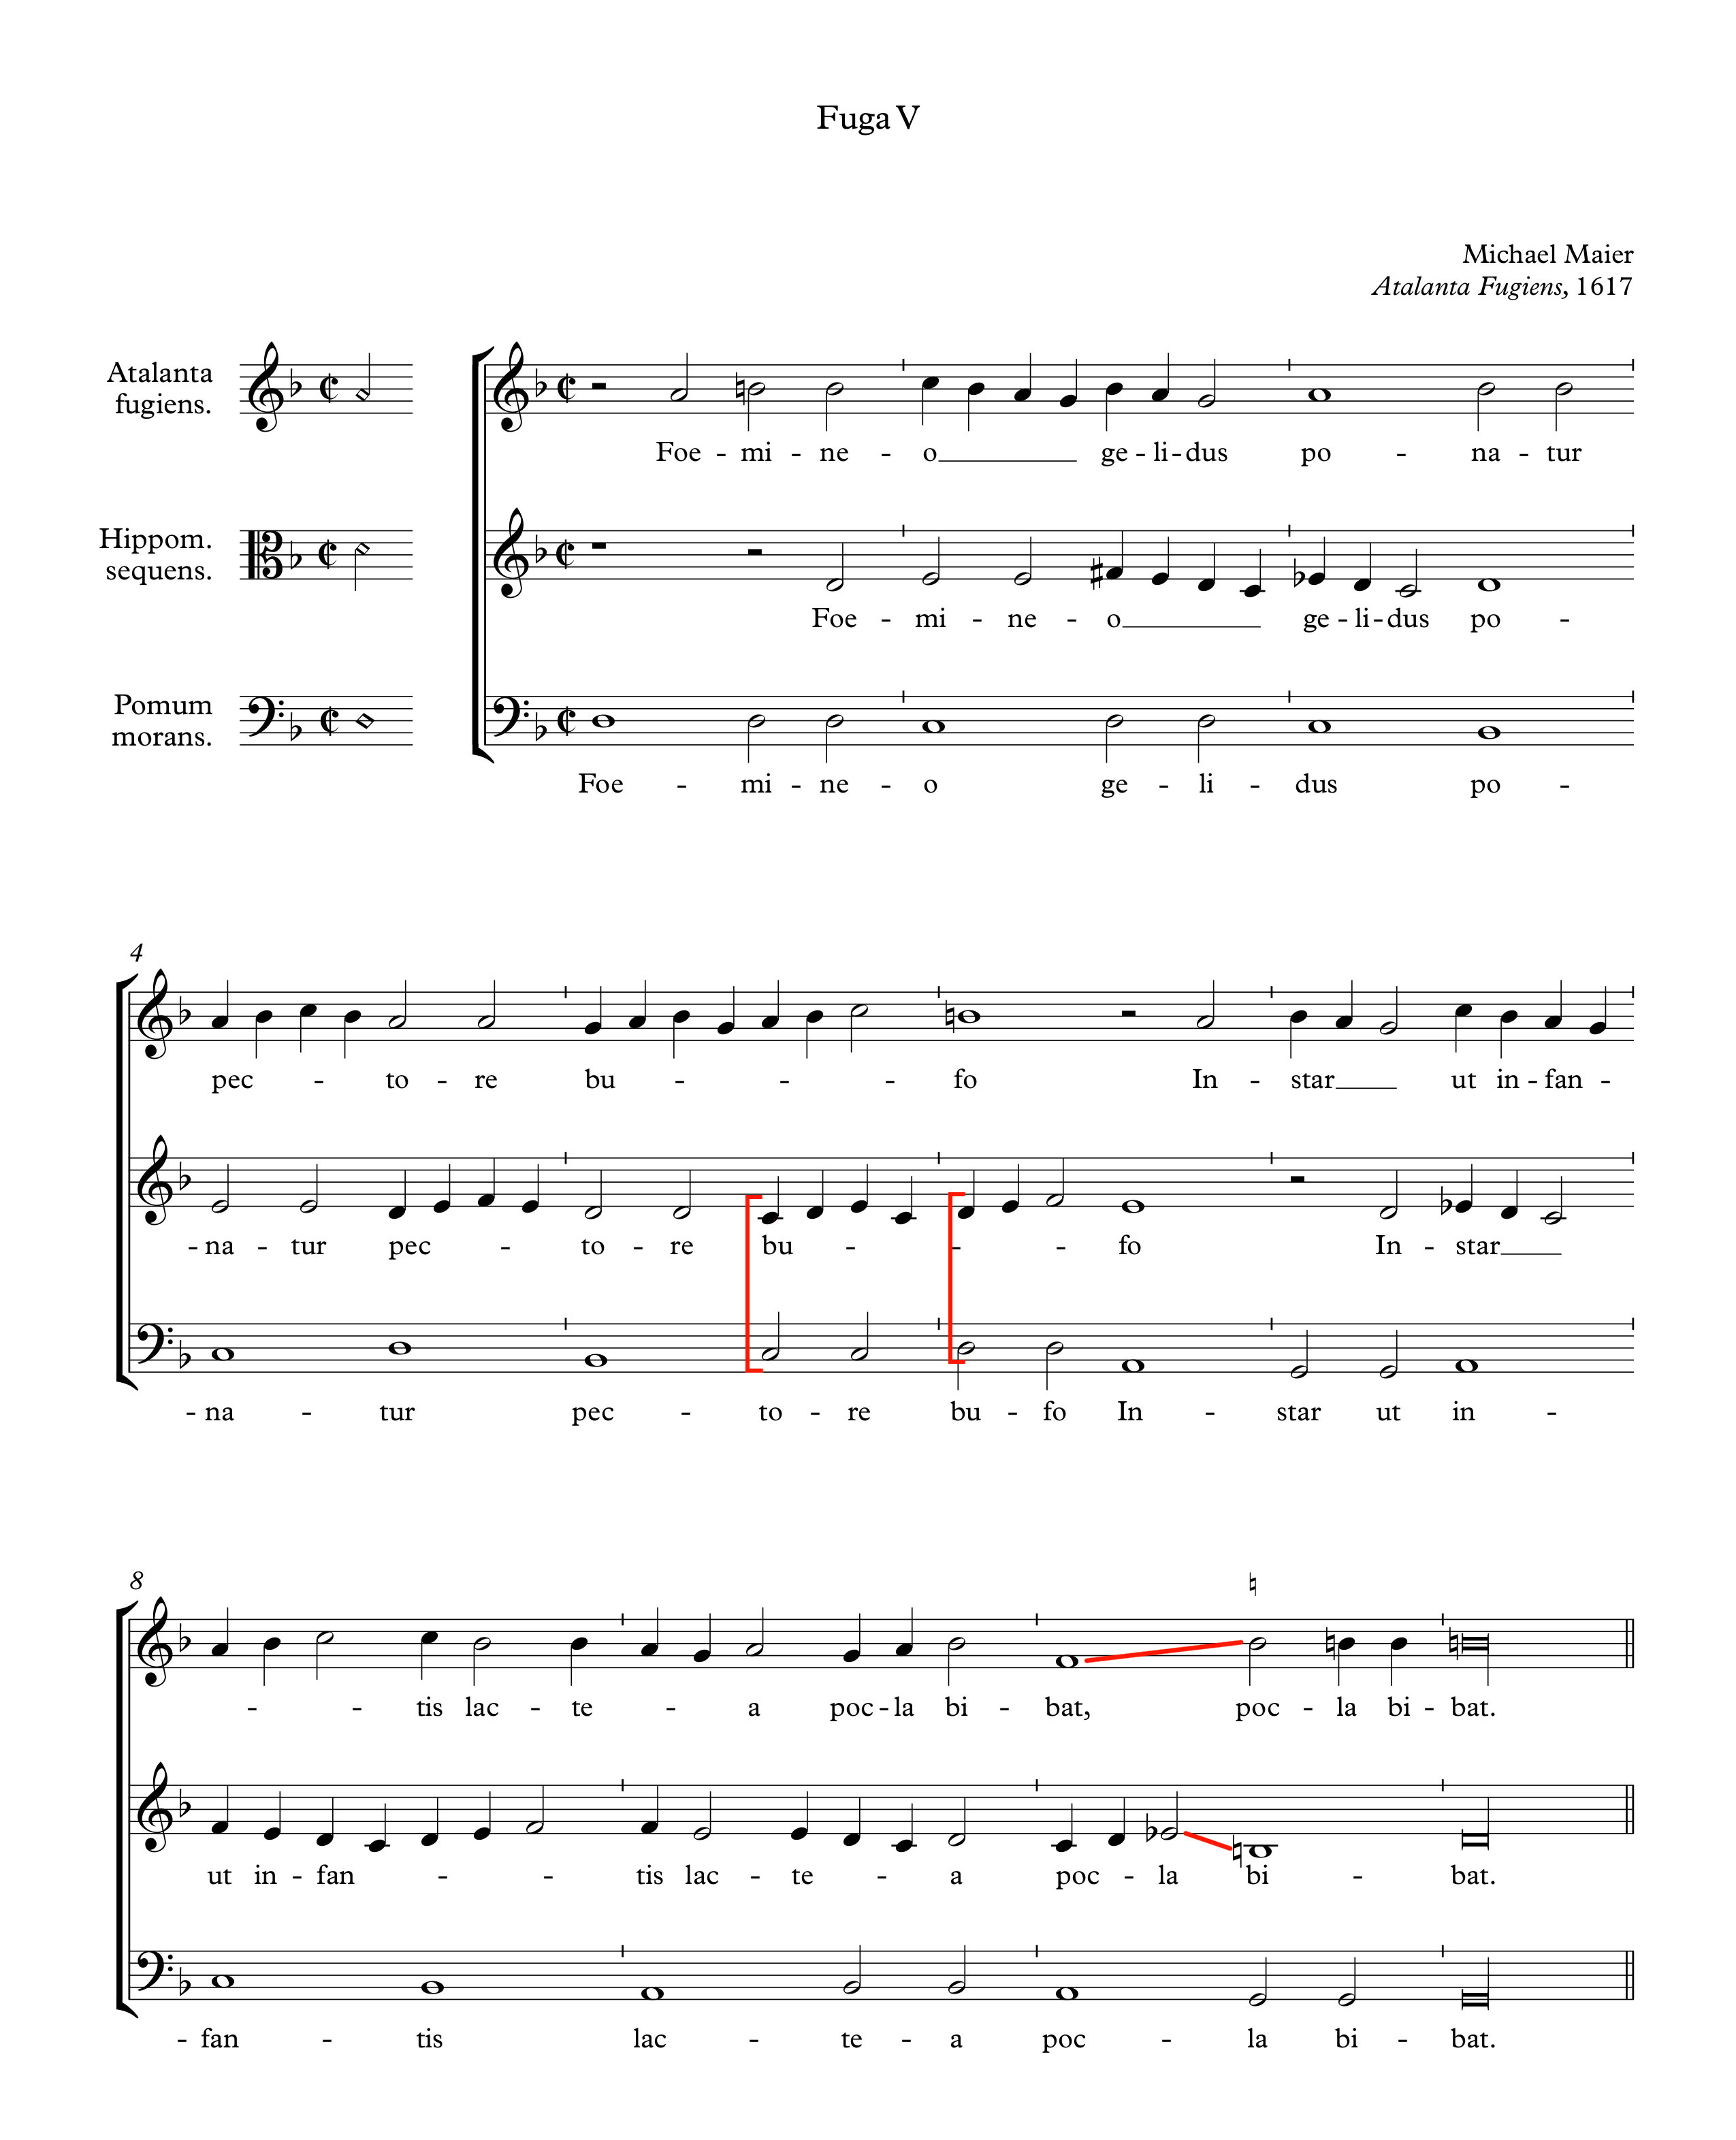 Fuga V
Michael Maier
Atalanta Fugiens, 1617
Atalanta
fugiens.
Foe - mi - ne - o ge - li - dus po - na - tur
Hippom.
sequens.
Foe - mi - ne - o ge - li - dus po -
Pomum
morans.
Foe - mi - ne - o ge - li - dus po -
4
pec - to - re bu - - - - fo In - star ut in - fan -
- na - tur pec - to - re bu - - - - fo In - star
- na - tur pec - to - re bu - fo In - star ut in -
8
- - tis lac - te - a poc - la bi - bat, poc - la bi - bat.
ut in - fan - - - tis lac - te - a poc - la bi - bat.
- fan - tis lac - te - a poc - la bi - bat.